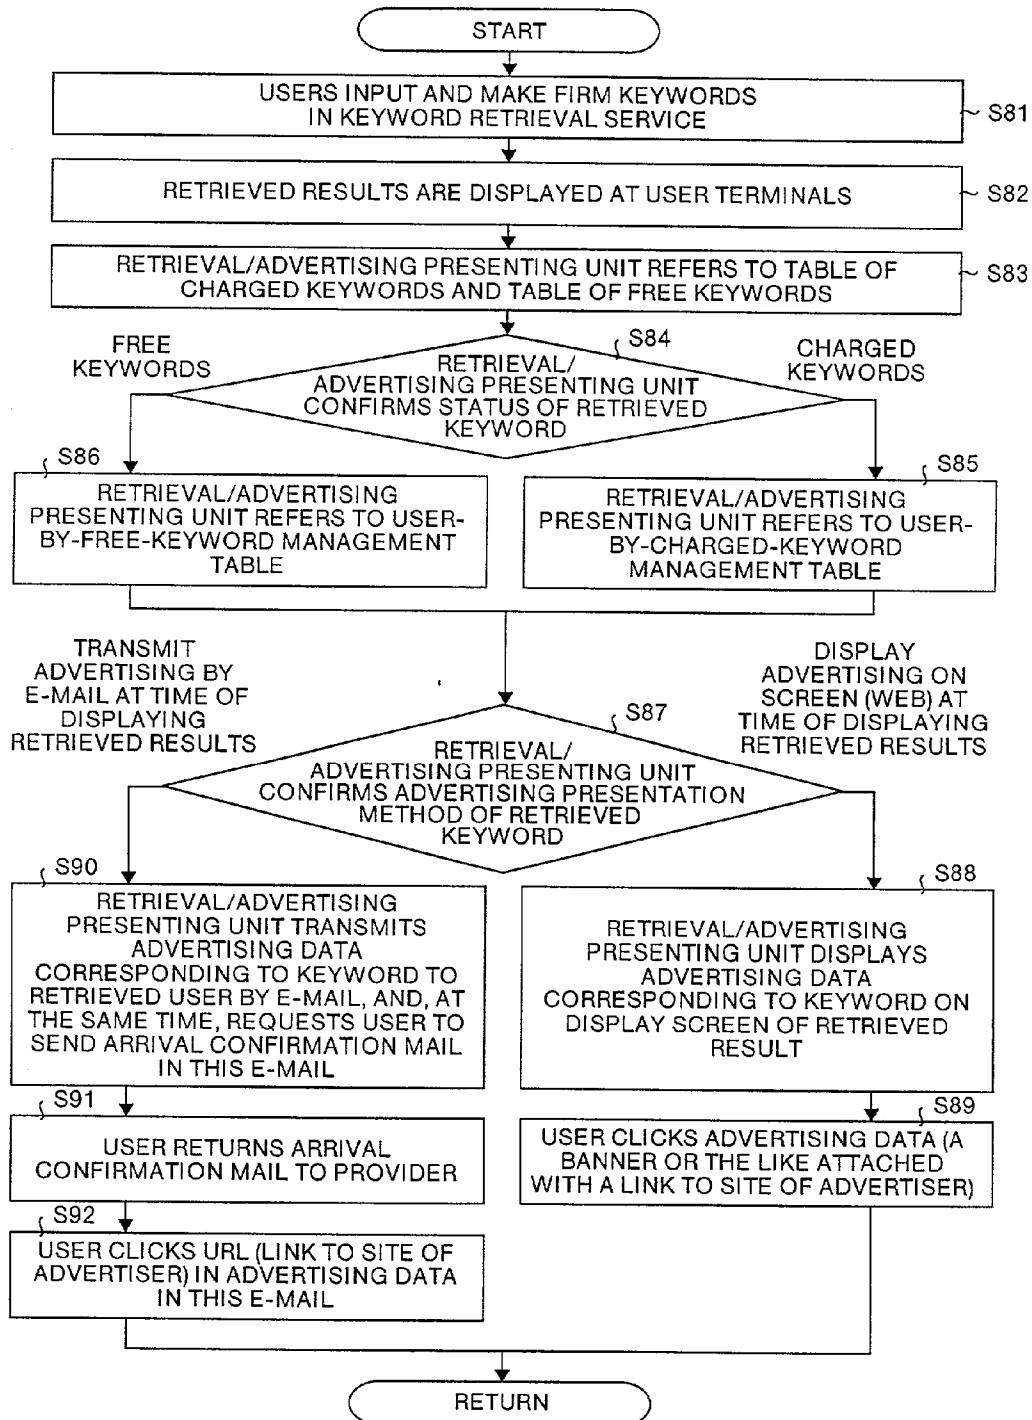 START
USERS INPUT AND MAKE FIRM KEYWORDS
IN KEYWORD RETRIEVAL SERVICE
S81
RETRIEVED RESULTS ARE DISPLAYED AT USER TERMINALS
S82
RETRIEVAL/ADVERTISING PRESENTING UNIT REFERS TO TABLE OF
CHARGED KEYWORDS AND TABLE OF FREE KEYWORDS
S83
FREE
KEYWORDS
S84
CHARGED
KEYWORDS
RETRIEVAL/
ADVERTISING PRESENTING UNIT
CONFIRMS STATUS OF RETRIEVED
KEYWORD
S86
RETRIEVAL/ADVERTISING
PRESENTING UNIT REFERS TO USER-
BY-FREE-KEYWORD MANAGEMENT
TABLE
S85
RETRIEVAL/ADVERTISING
PRESENTING UNIT REFERS TO USER-
BY-CHARGED-KEYWORD
MANAGEMENT TABLE
TRANSMIT
ADVERTISING BY
E-MAIL AT TIME OF
DISPLAYING
RETRIEVED RESULTS
DISPLAY
ADVERTISING ON
SCREEN (WEB) AT
TIME OF DISPLAYING
RETRIEVED RESULTS
S87
RETRIEVAL/
ADVERTISING PRESENTING UNIT
CONFIRMS ADVERTISING PRESENTATION
METHOD OF RETRIEVED
KEYWORD
S90
RETRIEVAL/ADVERTISING
PRESENTING UNIT TRANSMITS
ADVERTISING DATA
CORRESPONDING TO KEYWORD TO
RETRIEVED USER BY E-MAIL, AND, AT
THE SAME TIME, REQUESTS USER TO
SEND ARRIVAL CONFIRMATION MAIL
IN THIS E-MAIL
S88
RETRIEVAL/ADVERTISING
PRESENTING UNIT DISPLAYS
ADVERTISING DATA
CORRESPONDING TO KEYWORD ON
DISPLAY SCREEN OF RETRIEVED
RESULT
S91
USER RETURNS ARRIVAL
CONFIRMATION MAIL TO PROVIDER
S89
USER CLICKS ADVERTISING DATA (A
BANNER OR THE LIKE ATTACHED
WITH A LINK TO SITE OF ADVERTISER)
S92
USER CLICKS URL (LINK TO SITE OF
ADVERTISER) IN ADVERTISING DATA
IN THIS E-MAIL
RETURN